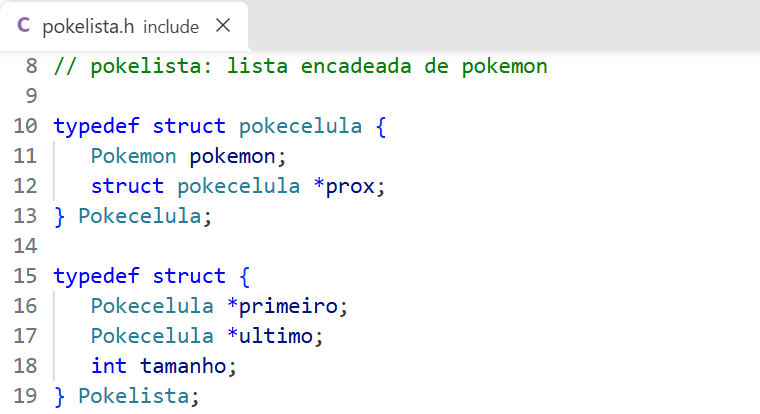 C pokelista.h include ×
8 // pokelista: lista encadeada de pokemon
9
10 typedef struct pokecelula {
11 Pokemon pokemon;
12 struct pokecelula *prox;
13 } Pokecelula;
14
15 typedef struct {
16 Pokecelula *primeiro;
17 Pokecelula *ultimo;
18 int tamanho;
19 } Pokelista;